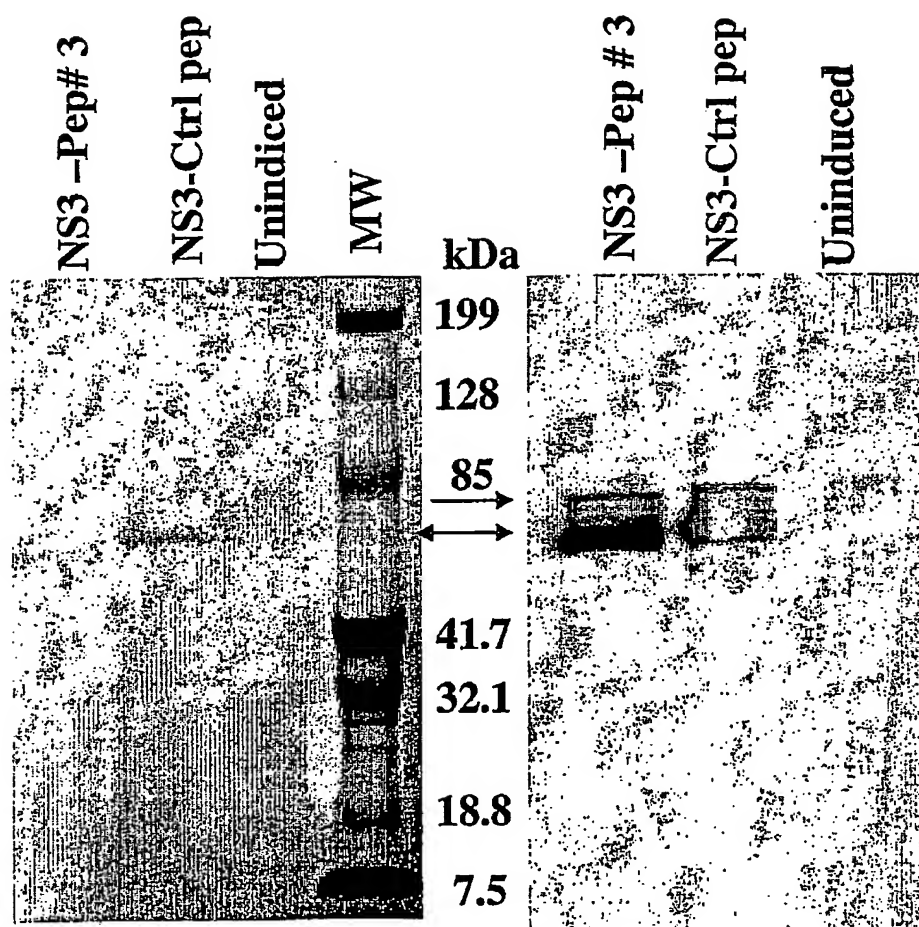 NS3 –Pep# 3
NS3-Ctrl pep
Unindiced
MW
kDa
199
128
85
41.7
32.1
18.8
7.5
NS3 –Pep # 3
NS3-Ctrl pep
Uninduced